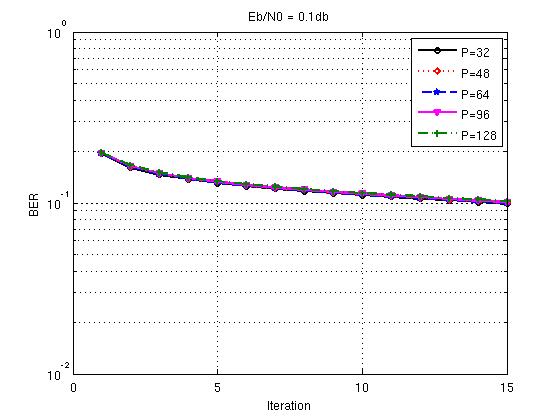 Eb/N0 = 0.1db
10^0
P=32
P=48
P=64
P=96
P=128
BER
10^-1
10^-2
0 5 10 15
Iteration